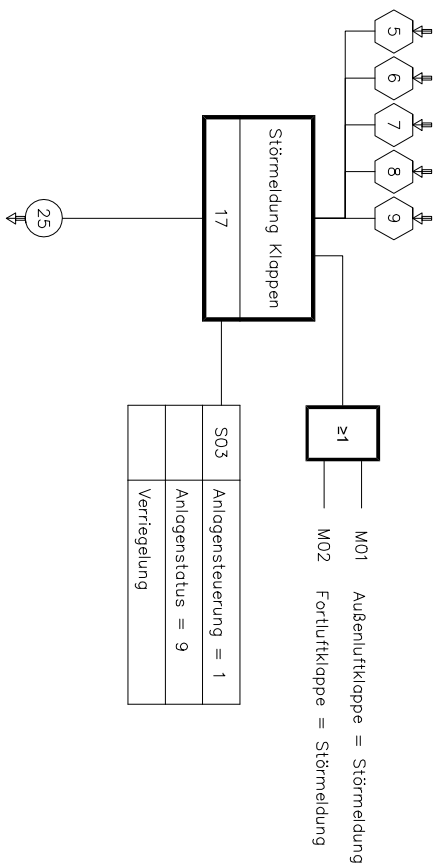 5
6
7
8
9
Störmeldung Klappen
17
25
≥1
M01 Außenluftklappe = Störmeldung
M02 Fortluftklappe = Störmeldung
S03 Anlagensteuerung = 1
Anlagenstatus = 9
Verriegelung